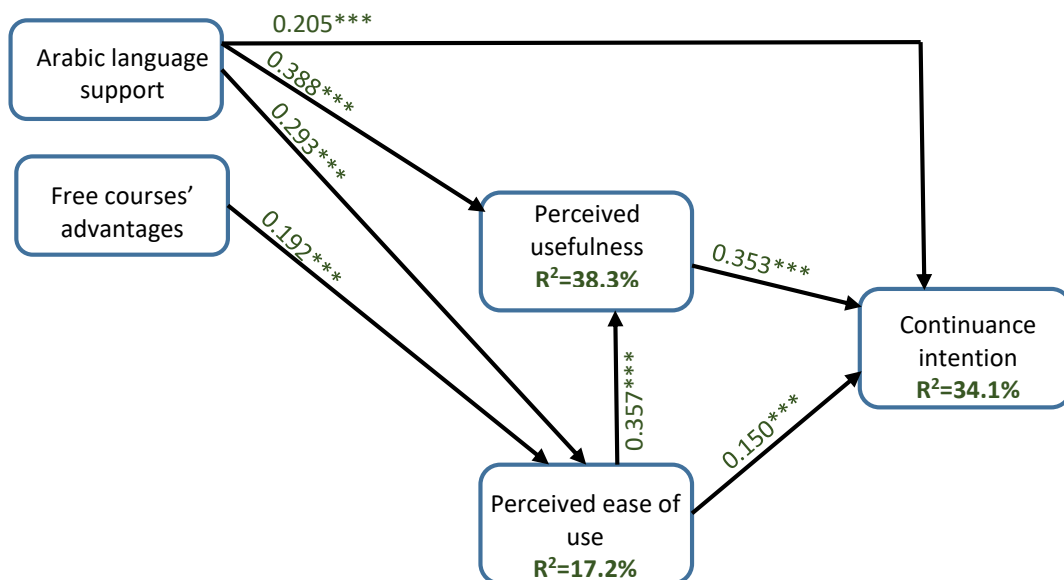 0.205***
Arabic language
support
0.388***
0.293***
Free courses’
advantages
0.192***
Perceived
usefulness
R²=38.3%
0.353***
Continuance
intention
R²=34.1%
0.357***
0.150***
Perceived ease of
use
R²=17.2%